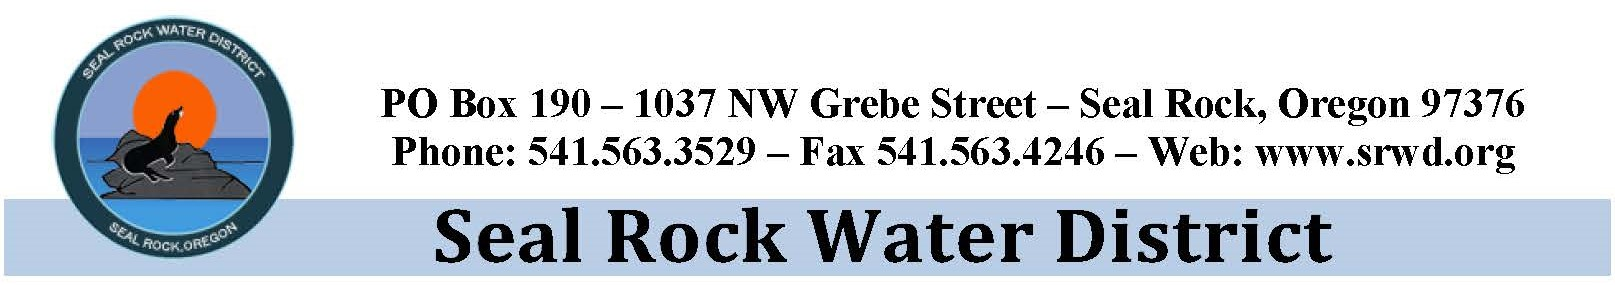 SEAL ROCK WATER DISTRICT
SEAL ROCK, OREGON
PO Box 190 – 1037 NW Grebe Street – Seal Rock, Oregon 97376
Phone: 541.563.3529 – Fax 541.563.4246 – Web: www.srwd.org
Seal Rock Water District